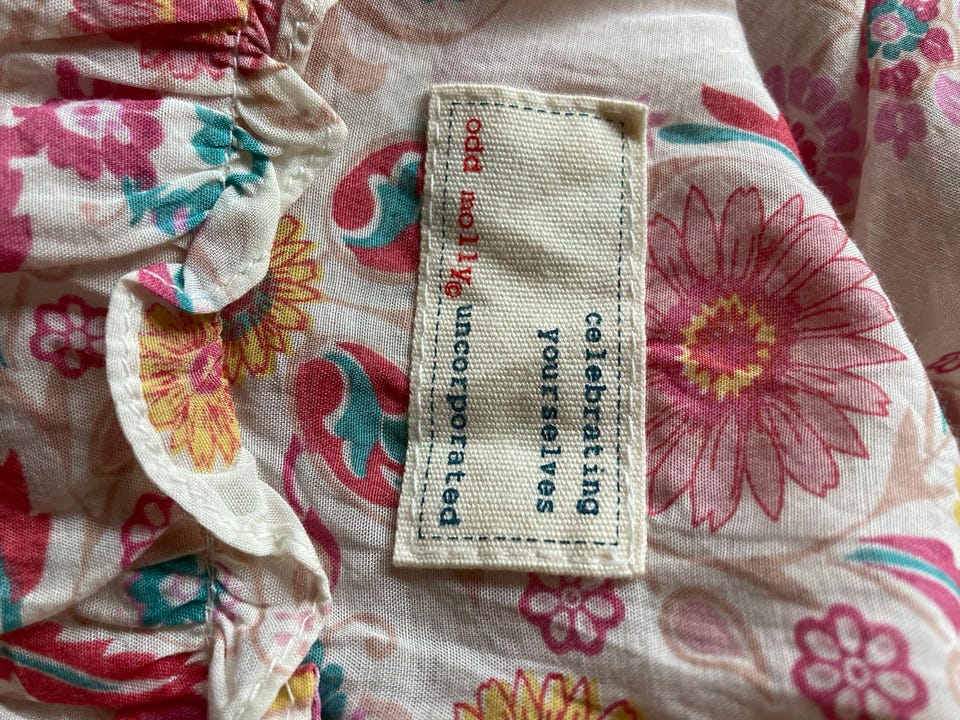 celebrating
yourselves
odd molly© uncorporated